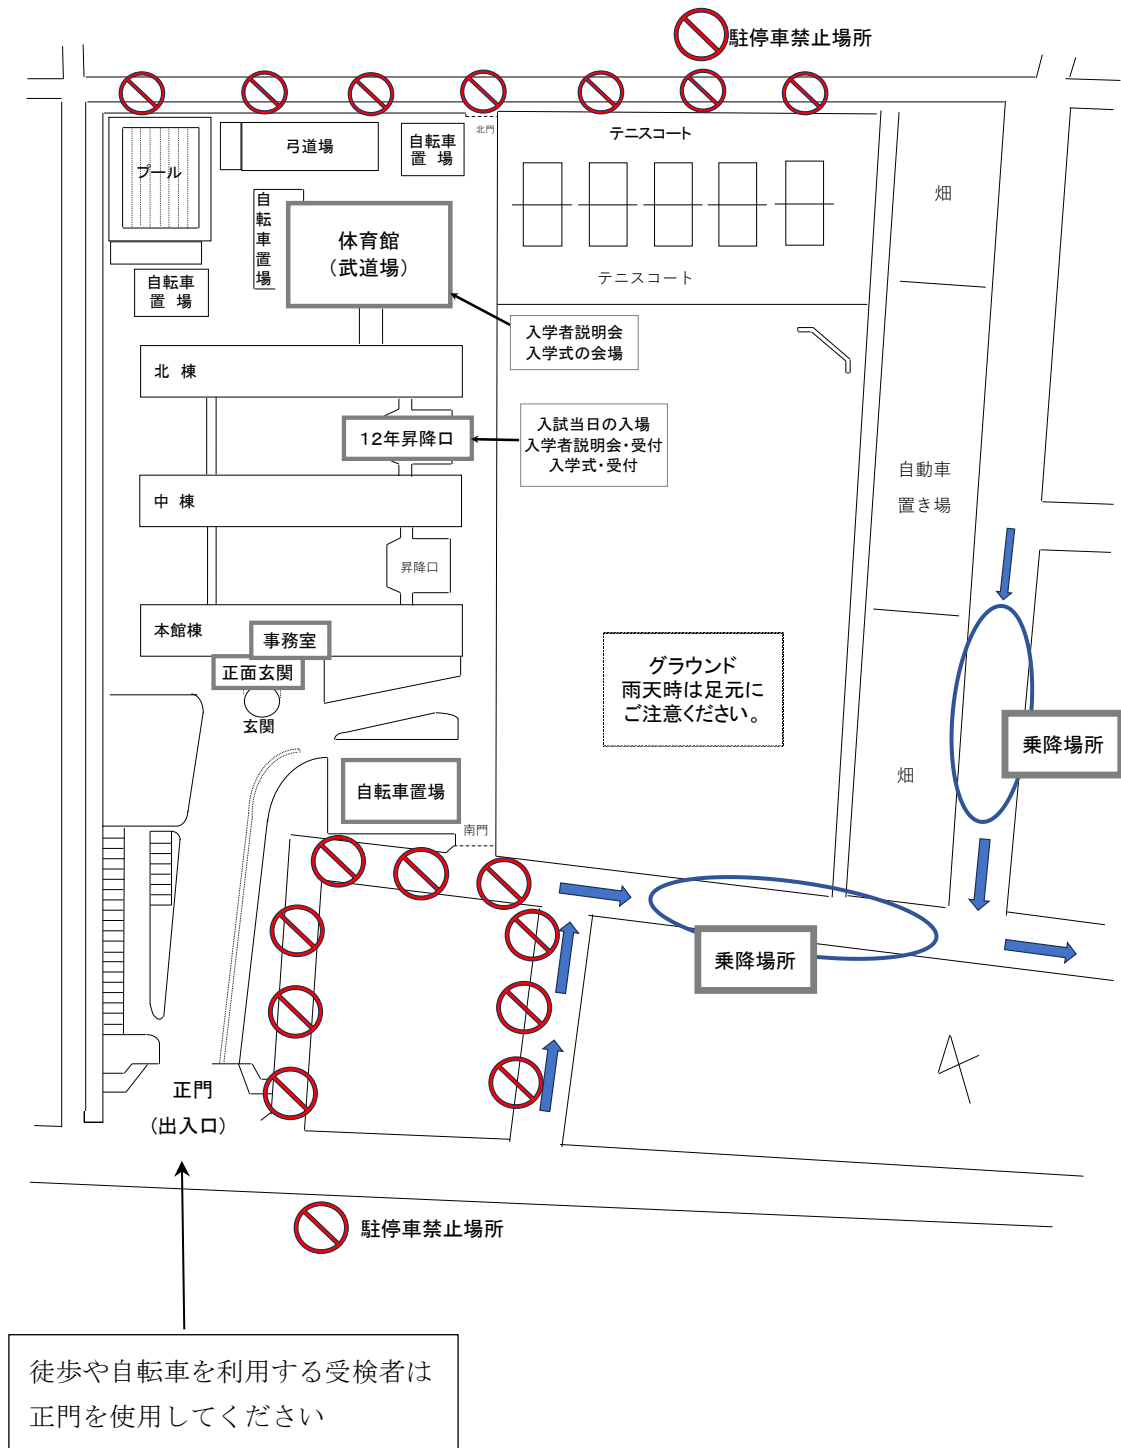 駐停車禁止場所
北門
テニスコート
弓道場
自転車
置 場
プール
畑
自転車置場
体育館
(武道場)
自転車
置 場
テニスコート
入学者説明会
入学式の会場
北 棟
12年昇降口
入試当日の入場
入学者説明会・受付
入学式・受付
自動車
置き場
中 棟
昇降口
本館棟
事務室
正面玄関
玄関
グラウンド
雨天時は足元に
ご注意ください。
乗降場所
畑
自転車置場
南門
乗降場所
正門
(出入口)
駐停車禁止場所
徒歩や自転車を利用する受検者は
正門を使用してください